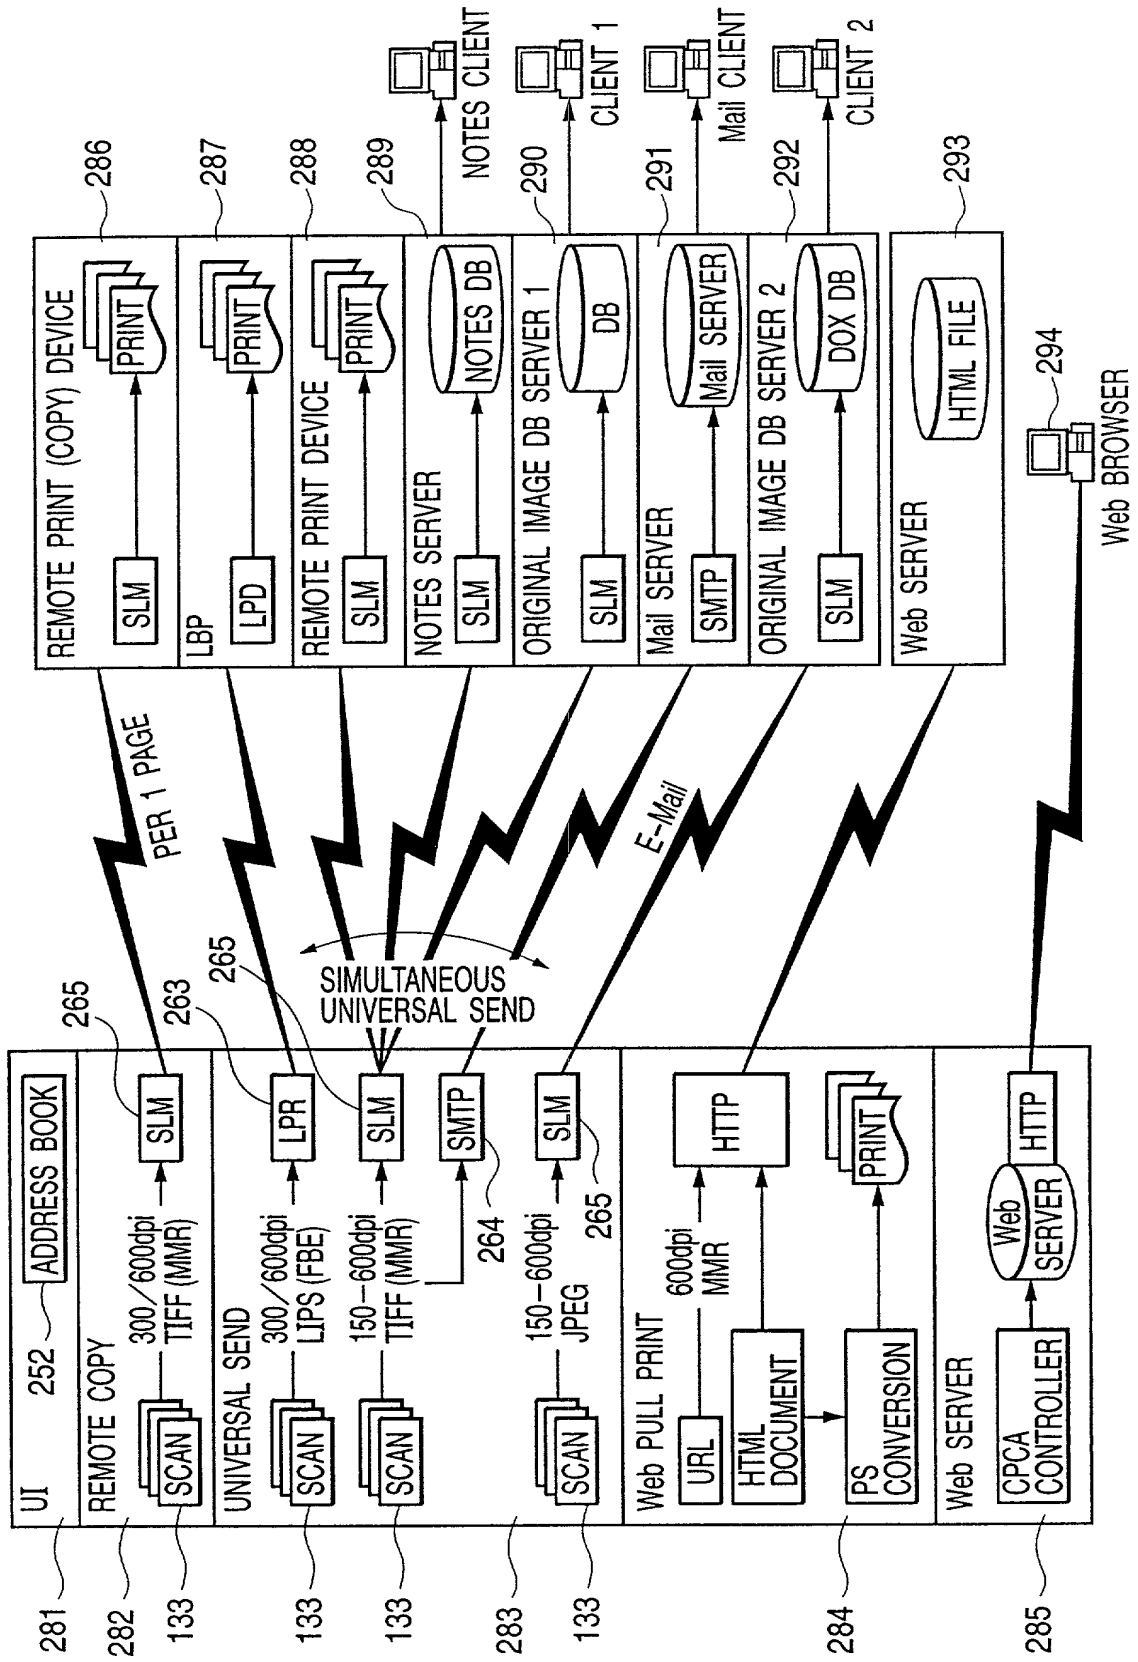 281
UI
252
ADDRESS BOOK
282
REMOTE COPY
133
SCAN
300/600dpi
TIFF (MMR)
SLM
265
PER 1 PAGE
283
UNIVERSAL SEND
133
SCAN
300/600dpi
LIPS (FBE)
LPR
263
133
SCAN
150-600dpi
TIFF (MMR)
SLM
265
SMTP
264
SIMULTANEOUS
UNIVERSAL SEND
133
SCAN
150-600dpi
JPEG
SLM
265
E-Mail
284
Web PULL PRINT
URL
600dpi
MMR
HTTP
HTML
DOCUMENT
PS
CONVERSION
PRINT
285
Web SERVER
CPCA
CONTROLLER
Web
SERVER
HTTP
REMOTE PRINT (COPY) DEVICE
286
SLM
PRINT
LBP
287
LPD
PRINT
REMOTE PRINT DEVICE
288
SLM
PRINT
NOTES SERVER
289
SLM
NOTES DB
NOTES CLIENT
ORIGINAL IMAGE DB SERVER 1
290
SLM
DB
CLIENT 1
Mail SERVER
291
SMTP
Mail SERVER
Mail CLIENT
ORIGINAL IMAGE DB SERVER 2
292
SLM
DOX DB
CLIENT 2
Web SERVER
293
HTML FILE
294
Web BROWSER